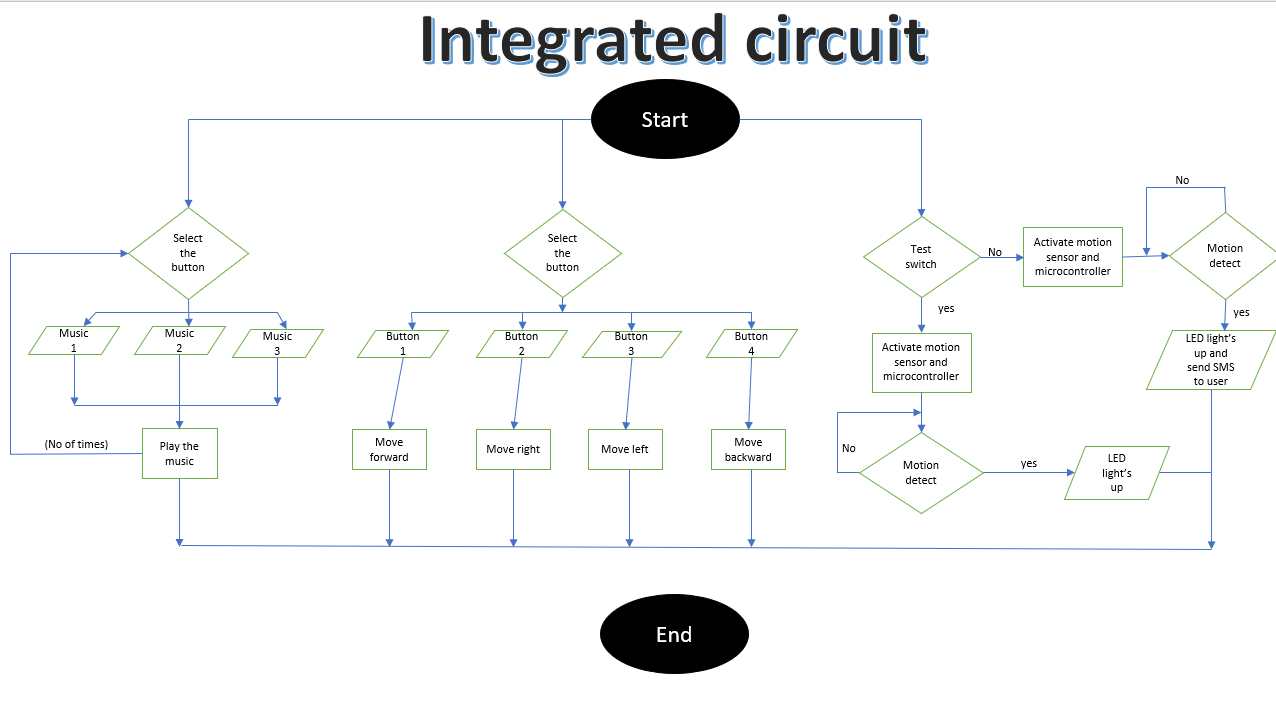 Integrated circuit
Start
Select
the
button
Music
1
Music
2
Music
3
(No of times)
Play the
music
Select
the
button
Button
1
Button
2
Button
3
Button
4
Move
forward
Move right
Move left
Move
backward
Test
switch
No
Activate motion
sensor and
microcontroller
No
Motion
detect
yes
LED light's
up and
send SMS
to user
yes
Activate motion
sensor and
microcontroller
No
Motion
detect
yes
LED
light's
up
End